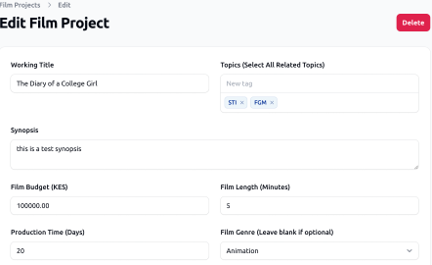 Film Projects > Edit
Edit Film Project
Delete
Working Title
The Diary of a College Girl
Topics (Select All Related Topics)
New tag
STI × FGM ×
Synopsis
this is a test synopsis
Film Budget (KES)
100000.00
Film Length (Minutes)
5
Production Time (Days)
20
Film Genre (Leave blank if optional)
Animation